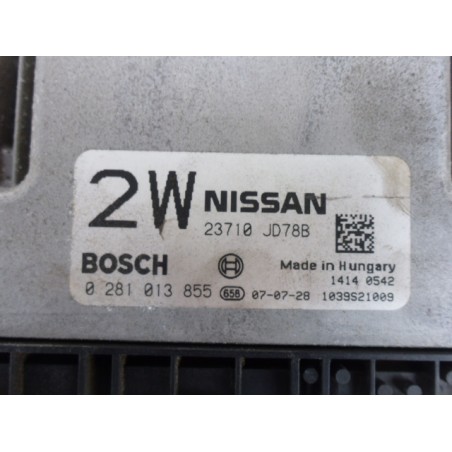 2W NISSAN
23710 JD78B
BOSCH Made in Hungary
1414 0542
0 281 013 855 656 07-07-28 1039S21009